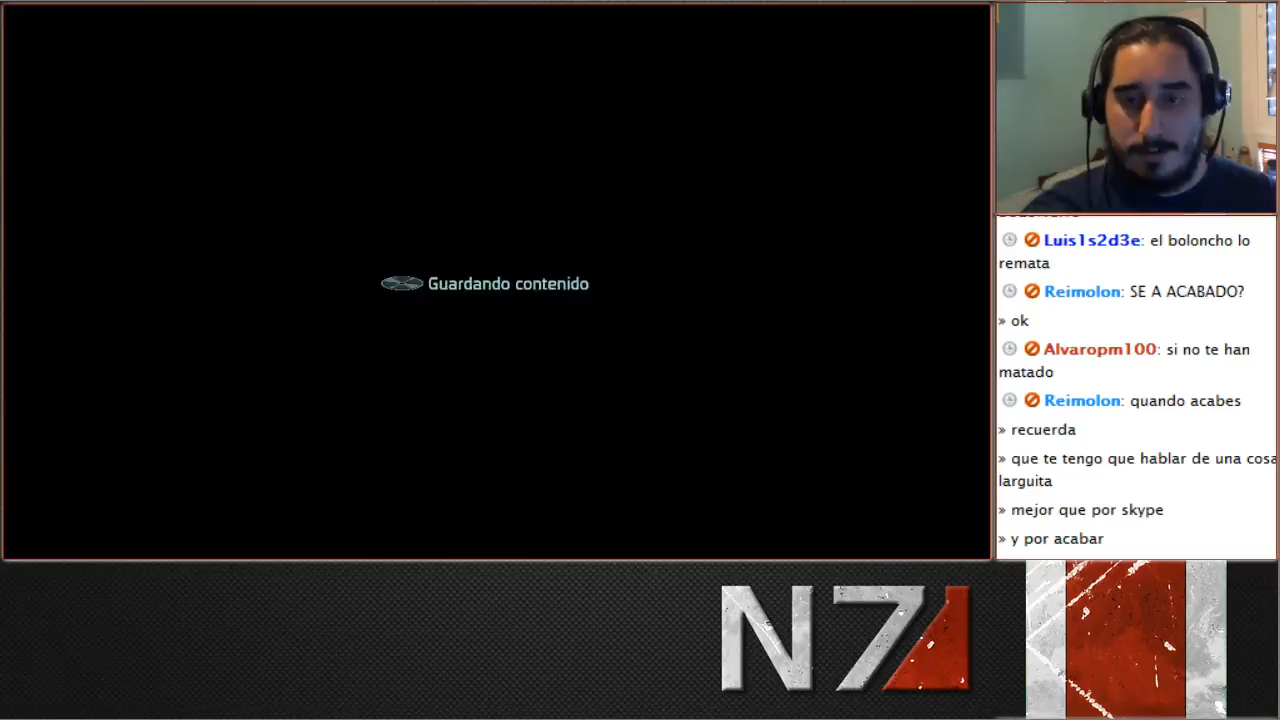 Guardando contenido
Luis1s2d3e: el boloncho lo
remata
Reimolon: SE A ACABADO?
» ok
Alvaropm100: si no te han
matado
Reimolon: quando acabes
» recuerda
» que te tengo que hablar de una cosa
larguita
» mejor que por skype
» y por acabar
N7